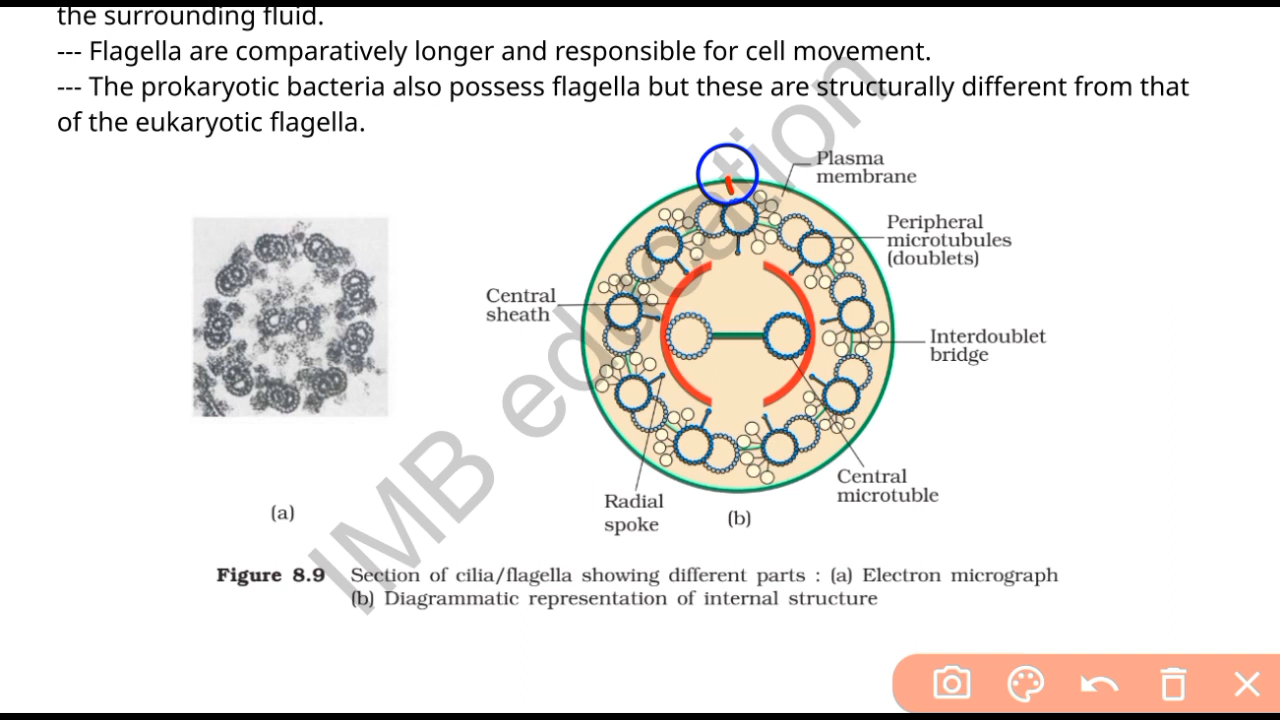 the surrounding fluid.
--- Flagella are comparatively longer and responsible for cell movement.
--- The prokaryotic bacteria also possess flagella but these are structurally different from that
of the eukaryotic flagella.
Plasma
membrane
Peripheral
microtubules
(doublets)
Central
sheath
Interdoublet
bridge
Central
microtuble
Radial
spoke
(a)
(b)
IMB education
Figure 8.9 Section of cilia/flagella showing different parts : (a) Electron micrograph
(b) Diagrammatic representation of internal structure